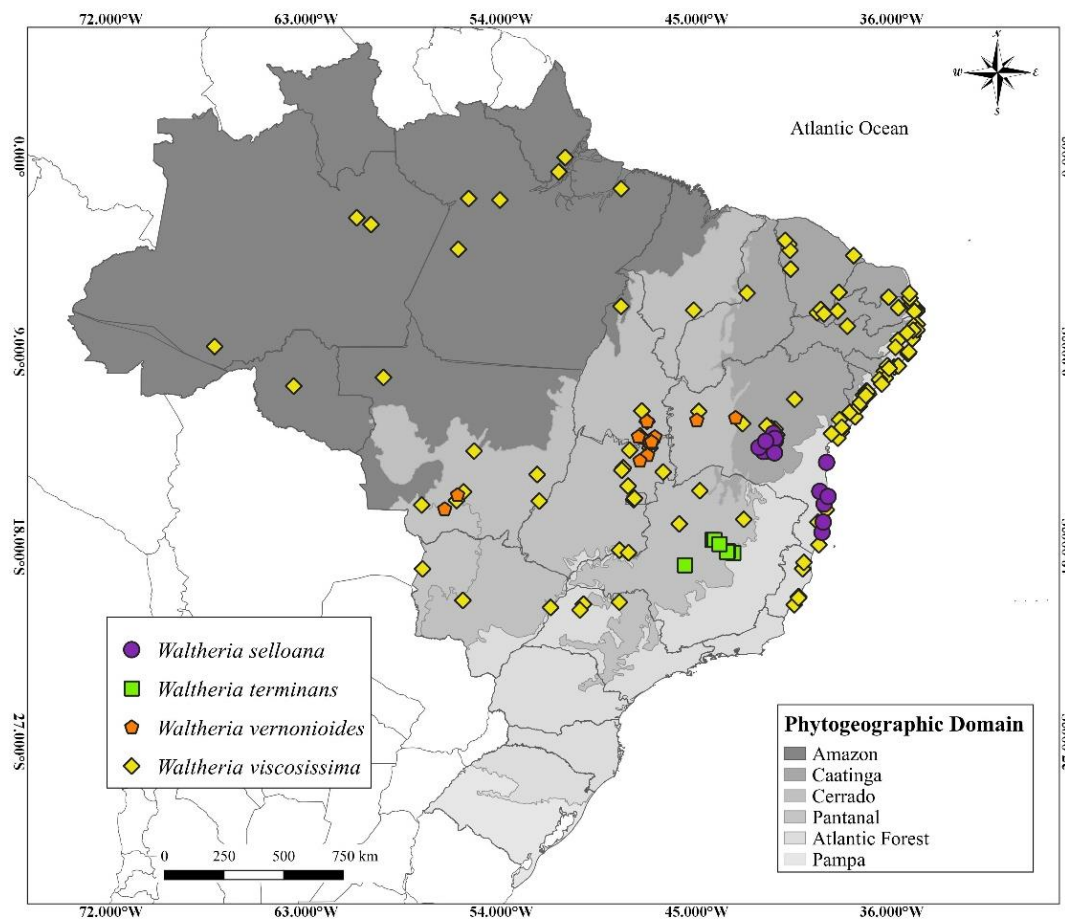 72.000°W 63.000°W 54.000°W 45.000°W 36.000°W
N
W E
S
Atlantic Ocean
0.000°
9.000°S
18.000°S
27.000°S
Waltheria selloana
Waltheria terminans
Waltheria vernonioides
Waltheria viscosissima
0 250 500 750 km
Phytogeographic Domain
Amazon
Caatinga
Cerrado
Pantanal
Atlantic Forest
Pampa
72.000°W 63.000°W 54.000°W 45.000°W 36.000°W